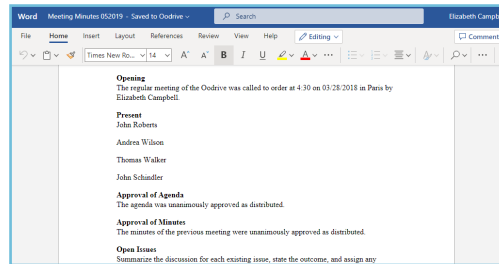 Word Meeting Minutes 052019 - Saved to Oodrive Search Elizabeth Campb
File Home Insert Layout References Review View Help Editing Comment
Times New Ro... 14 A A B I U A
Opening
The regular meeting of the Oodrive was called to order at 4:30 on 03/28/2018 in Paris by
Elizabeth Campbell.
Present
John Roberts
Andrea Wilson
Thomas Walker
John Schindler
Approval of Agenda
The agenda was unanimously approved as distributed.
Approval of Minutes
The minutes of the previous meeting were unanimously approved as distributed.
Open Issues
Summarize the discussion for each existing issue, state the outcome, and assign any